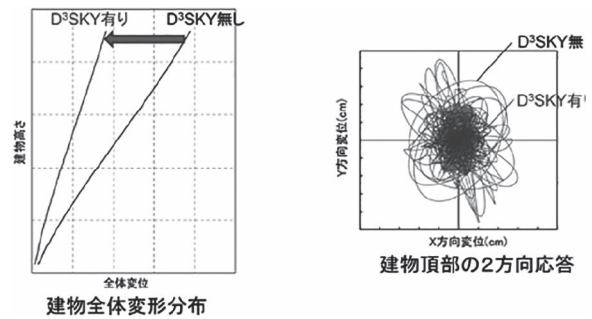 D³SKY有り
D³SKY無し
建物高さ
全体変位
建物全体変形分布
D³SKY無
D³SKY有り
Y方向変位(cm)
X方向変位(cm)
建物頂部の2方向応答